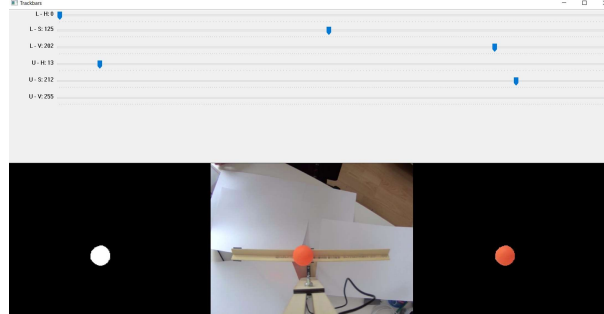 Trackbars
L - H: 0
L - S: 125
L - V: 202
U - H: 13
U - S: 212
U - V: 255